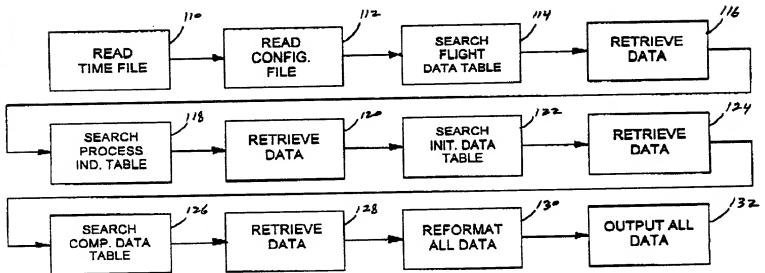 110
READ
TIME FILE
112
READ
CONFIG.
FILE
114
SEARCH
FLIGHT
DATA TABLE
116
RETRIEVE
DATA
118
SEARCH
PROCESS
IND. TABLE
120
RETRIEVE
DATA
122
SEARCH
INIT. DATA
TABLE
124
RETRIEVE
DATA
126
SEARCH
COMP. DATA
TABLE
128
RETRIEVE
DATA
130
REFORMAT
ALL DATA
132
OUTPUT ALL
DATA